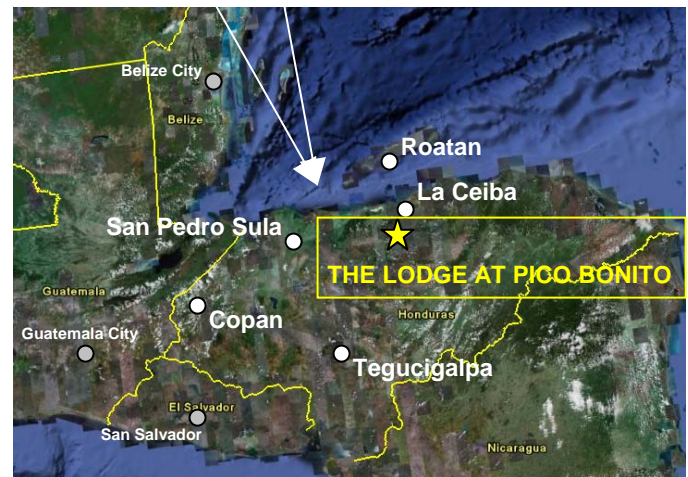 Belize City
Belize
Roatan
La Ceiba
San Pedro Sula
THE LODGE AT PICO BONITO
Guatemala
Copan
Honduras
Guatemala City
Tegucigalpa
El Salvador
San Salvador
Nicaragua